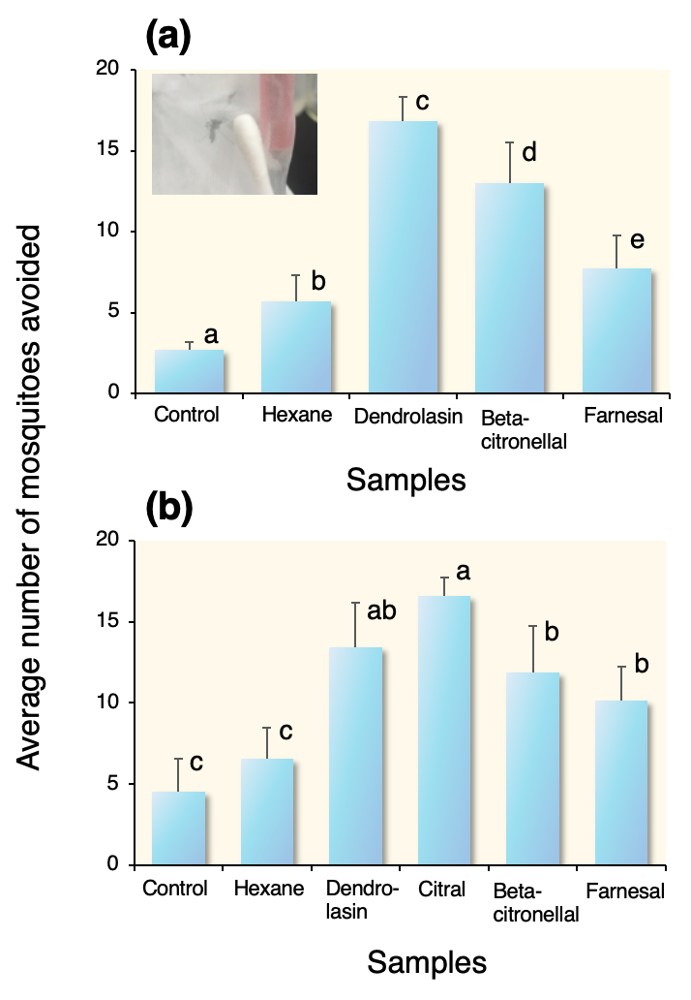 (a)
20
15
10
5
0
a
b
c
d
e
Control
Hexane
Dendrolasin
Beta-
citronellal
Farnesal
Samples
Average number of mosquitoes avoided
(b)
20
15
10
5
0
c
c
ab
a
b
b
Control
Hexane
Dendro-
lasin
Citral
Beta-
citronellal
Farnesal
Samples